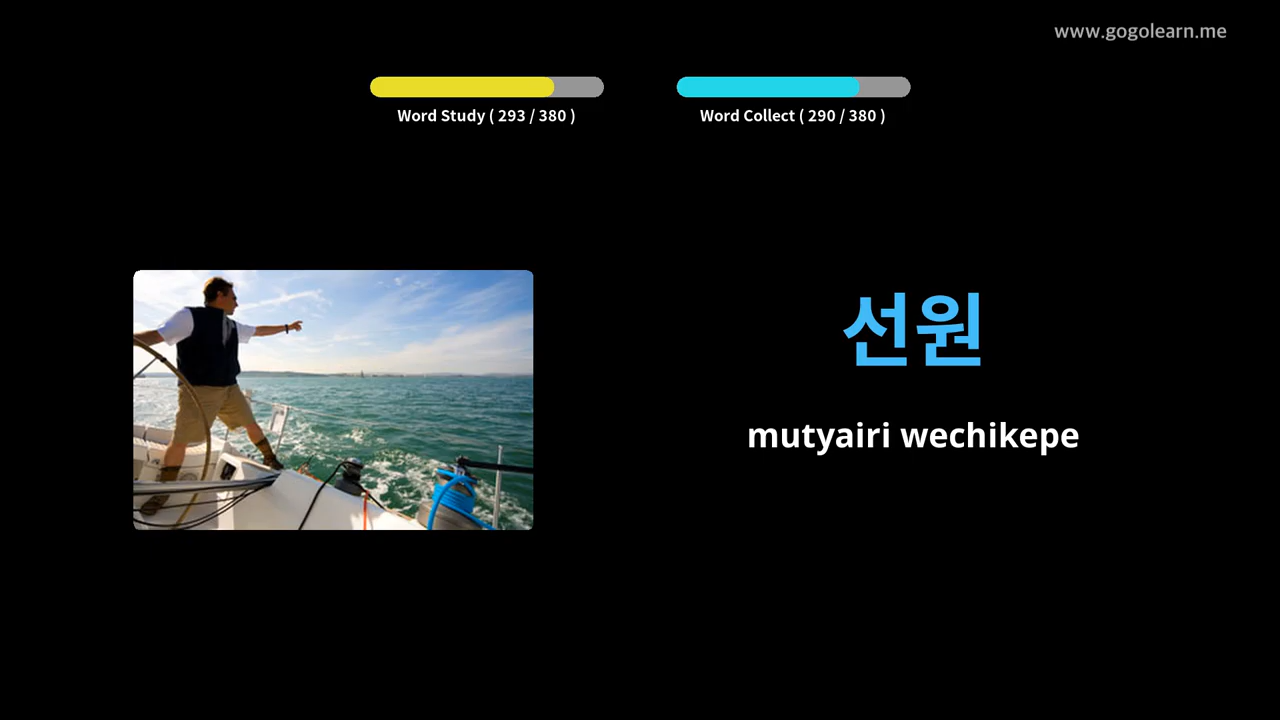 www.gogolearn.me
Word Study ( 293 / 380 )
Word Collect ( 290 / 380 )
선원
mutyairi wechikepe